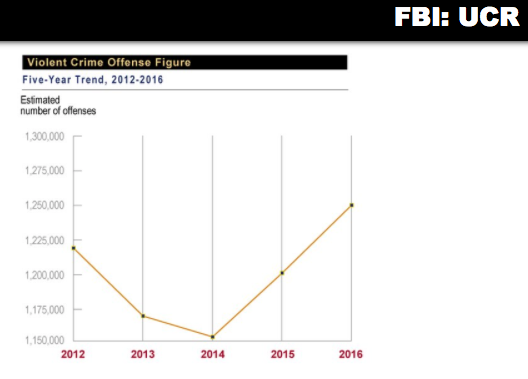 FBI: UCR
Violent Crime Offense Figure
Five-Year Trend, 2012-2016
Estimated
number of offenses
1,300,000
1,275,000
1,250,000
1,225,000
1,200,000
1,175,000
1,150,000
2012 2013 2014 2015 2016